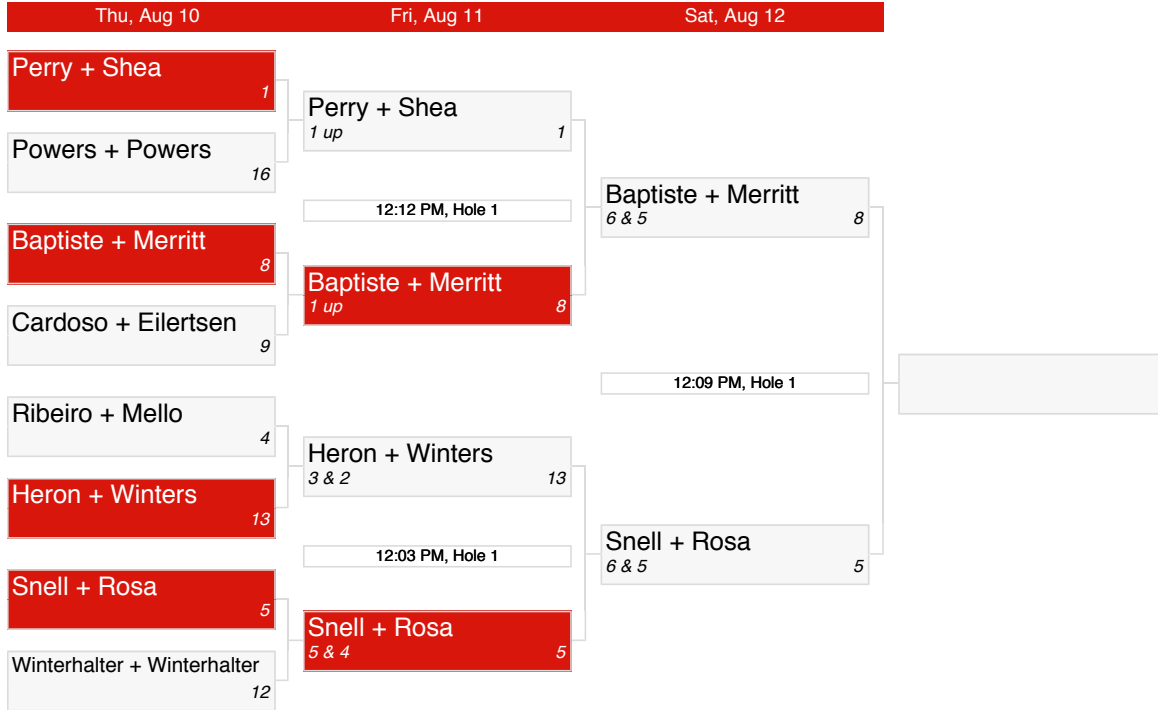 Thu, Aug 10
Fri, Aug 11
Sat, Aug 12
Perry + Shea
1
Powers + Powers
16
Baptiste + Merritt
8
Cardoso + Eilertsen
9
Ribeiro + Mello
4
Heron + Winters
13
Snell + Rosa
5
Winterhalter + Winterhalter
12
Perry + Shea
1 up 1
12:12 PM, Hole 1
Baptiste + Merritt
1 up 8
Heron + Winters
3 & 2 13
12:03 PM, Hole 1
Snell + Rosa
5 & 4 5
Baptiste + Merritt
6 & 5 8
12:09 PM, Hole 1
Snell + Rosa
6 & 5 5